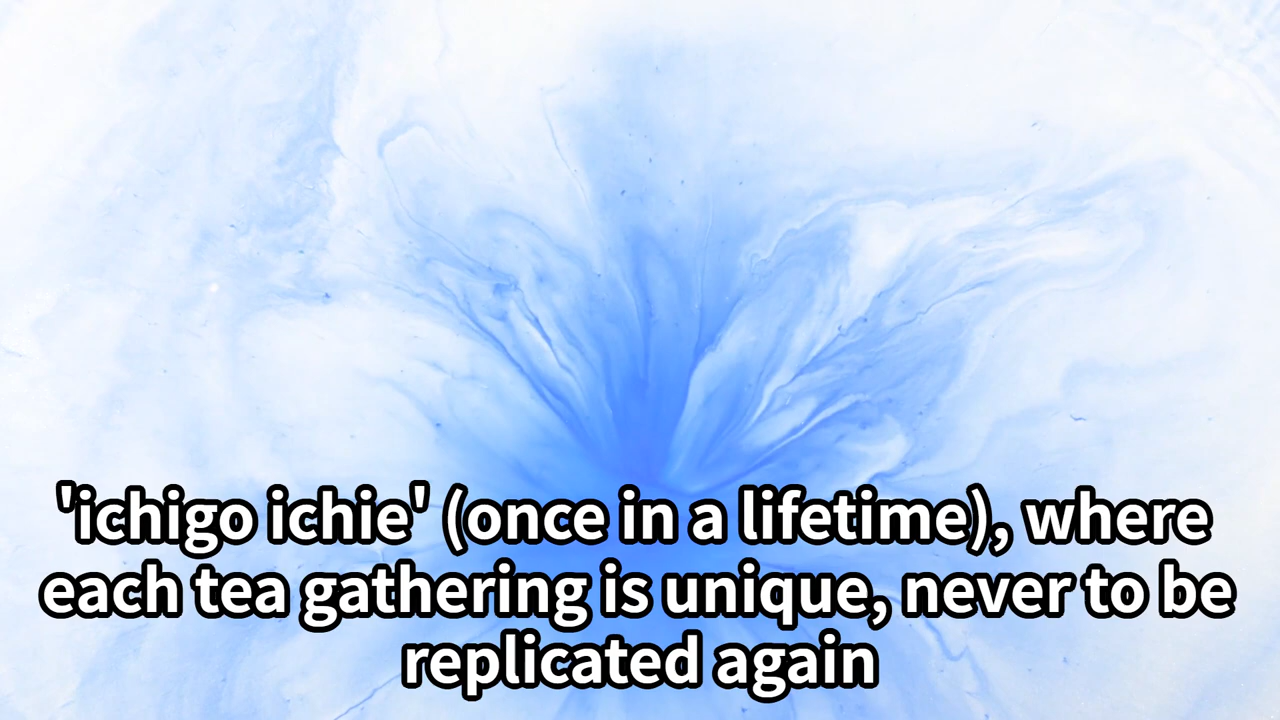 'ichigo ichie' (once in a lifetime), where
each tea gathering is unique, never to be
replicated again